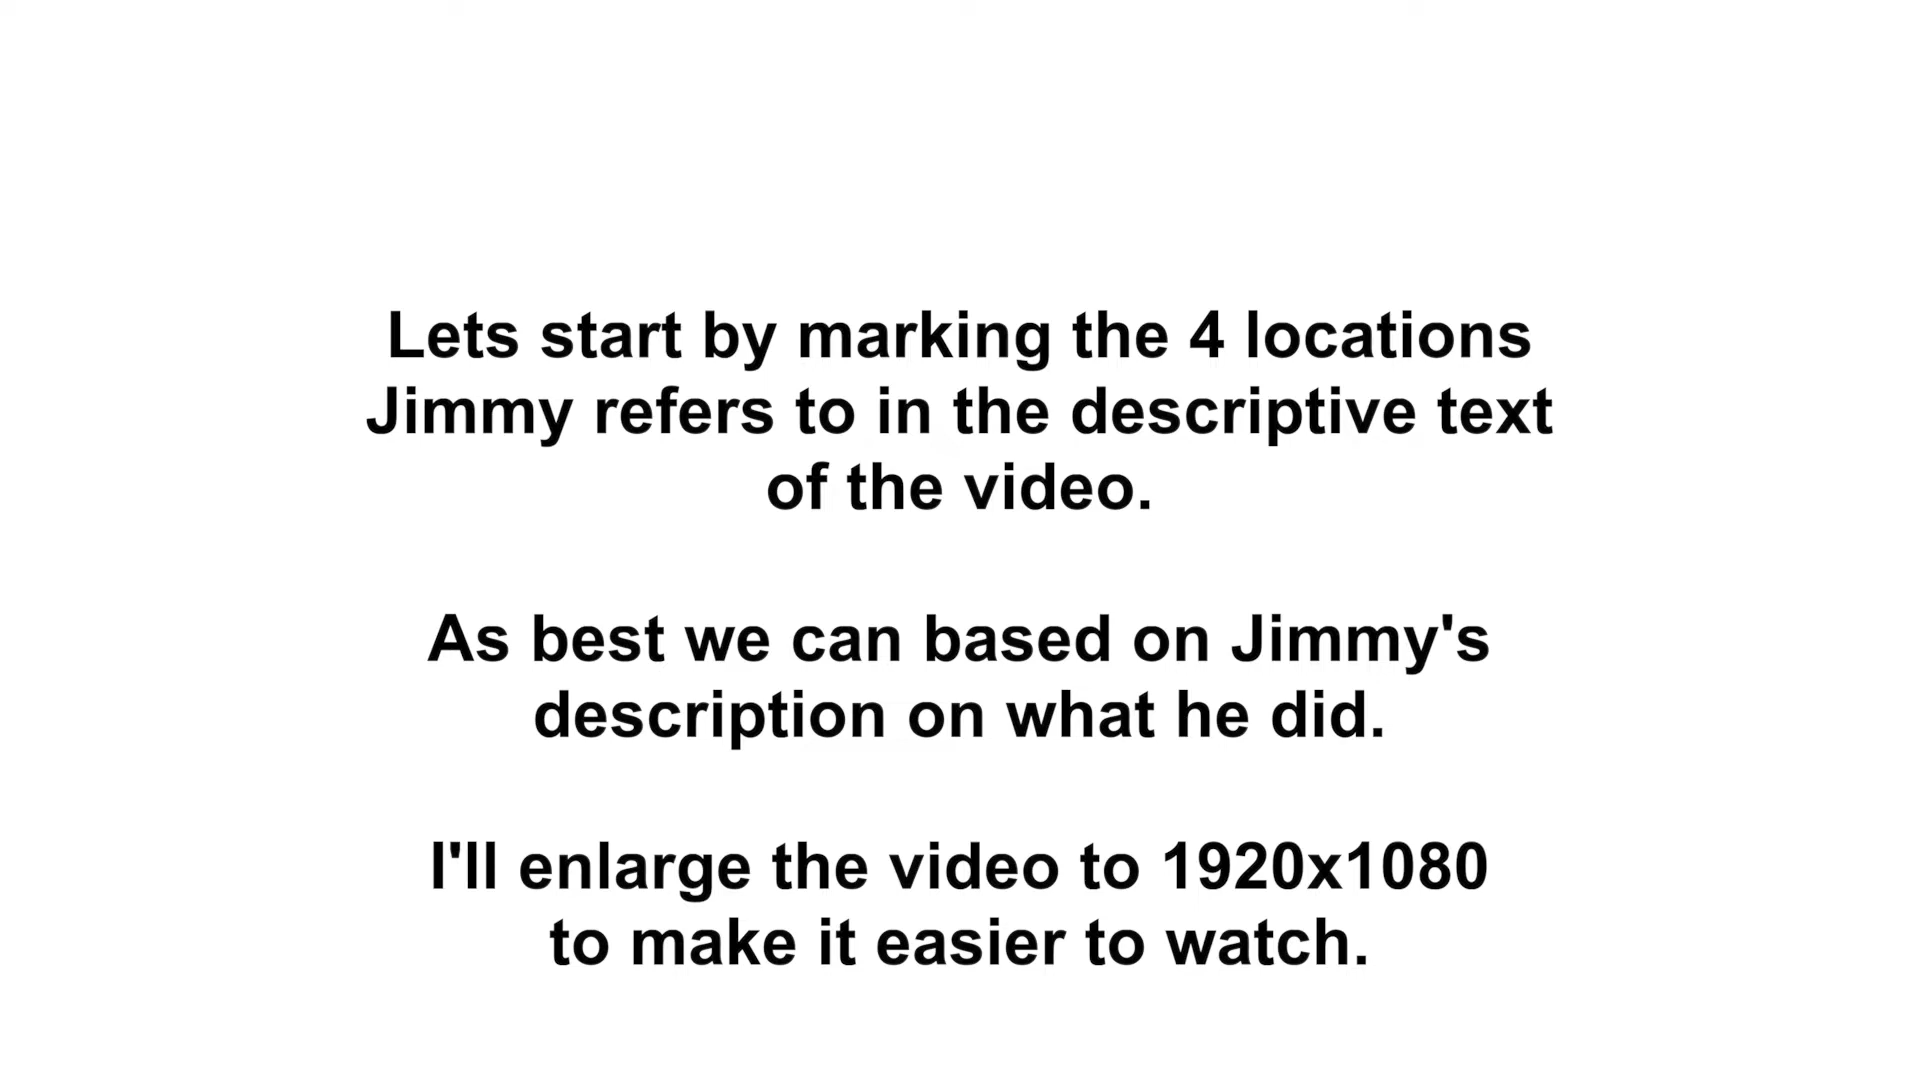 Lets start by marking the 4 locations
Jimmy refers to in the descriptive text
of the video.
As best we can based on Jimmy's
description on what he did.
I'll enlarge the video to 1920x1080
to make it easier to watch.